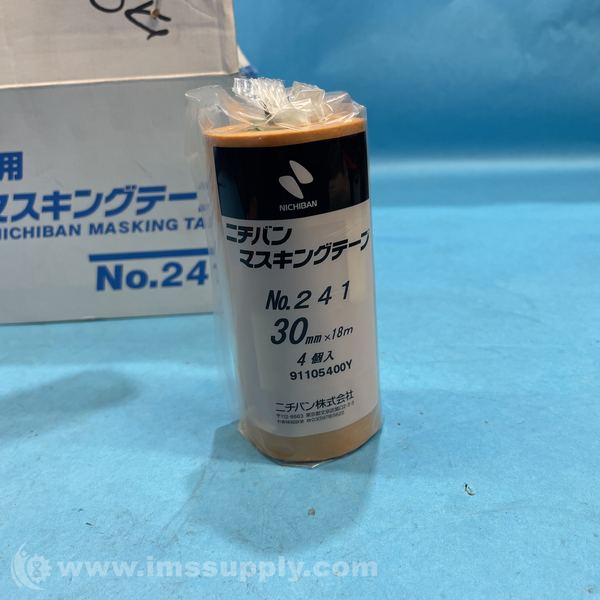 用
マスキングテー
NICHIBAN MASKING TA
No.241
NICHIBAN
ニチバン
マスキングテープ
No.241
30mm×18m
4個入
91105400Y
ニチバン株式会社
www.imssupply.com